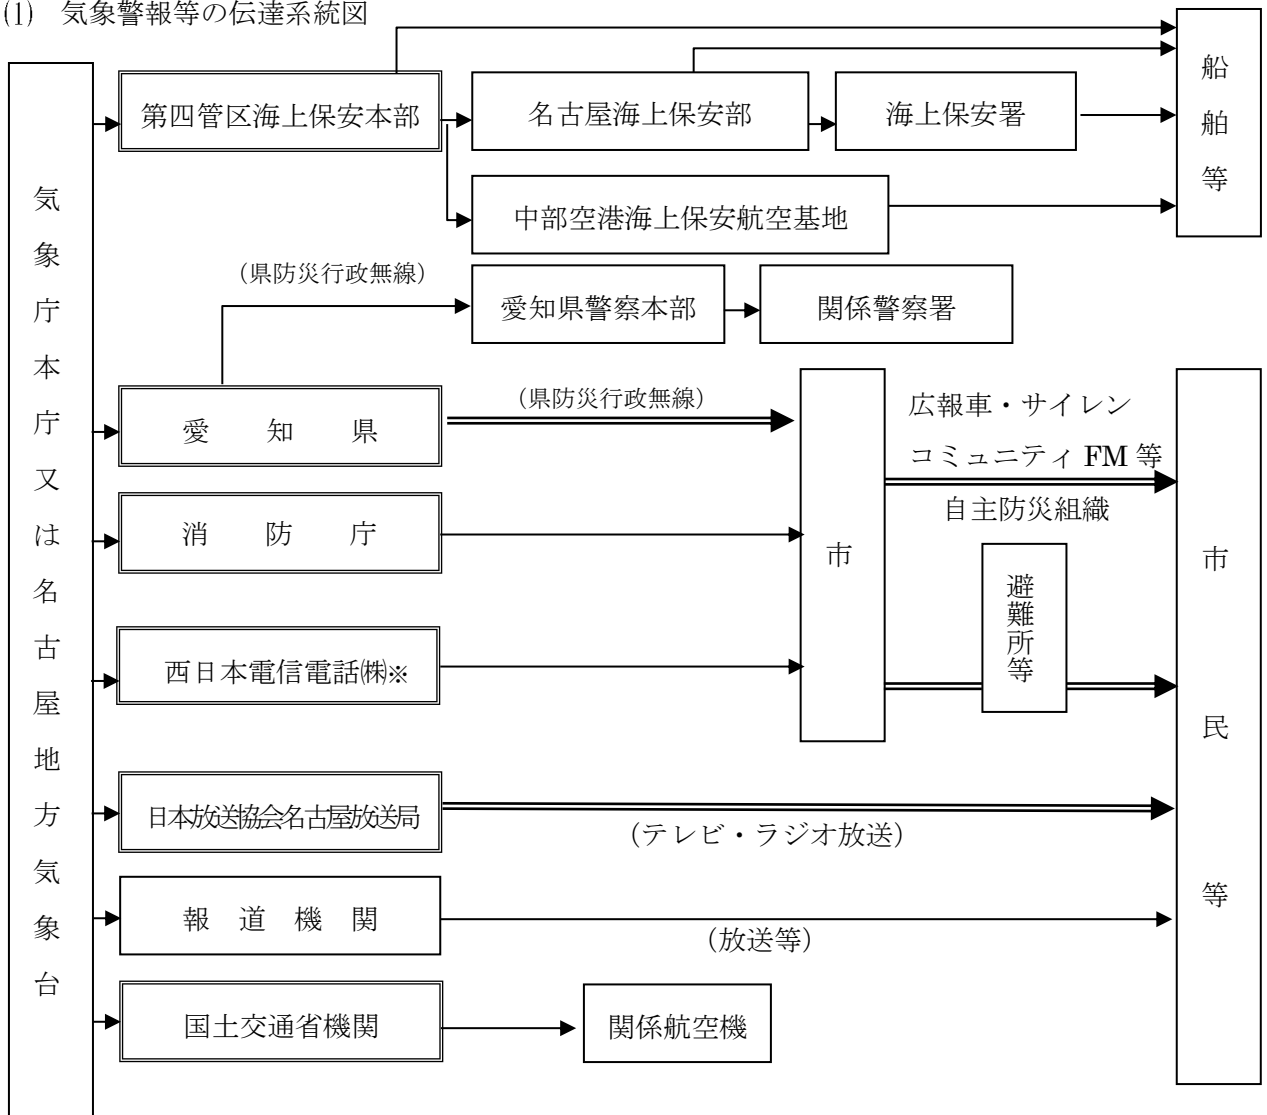 (1) 気象警報等の伝達系統図
気象庁本庁又は名古屋地方気象台
第四管区海上保安本部
名古屋海上保安部
海上保安署
船舶等
中部空港海上保安航空基地
（県防災行政無線）
愛知県警察本部
関係警察署
愛知県
（県防災行政無線）
消防庁
西日本電信電話㈱※
市
広報車・サイレン
コミュニティ FM 等
自主防災組織
避難所等
市民等
日本放送協会名古屋放送局
（テレビ・ラジオ放送）
報道機関
（放送等）
国土交通省機関
関係航空機